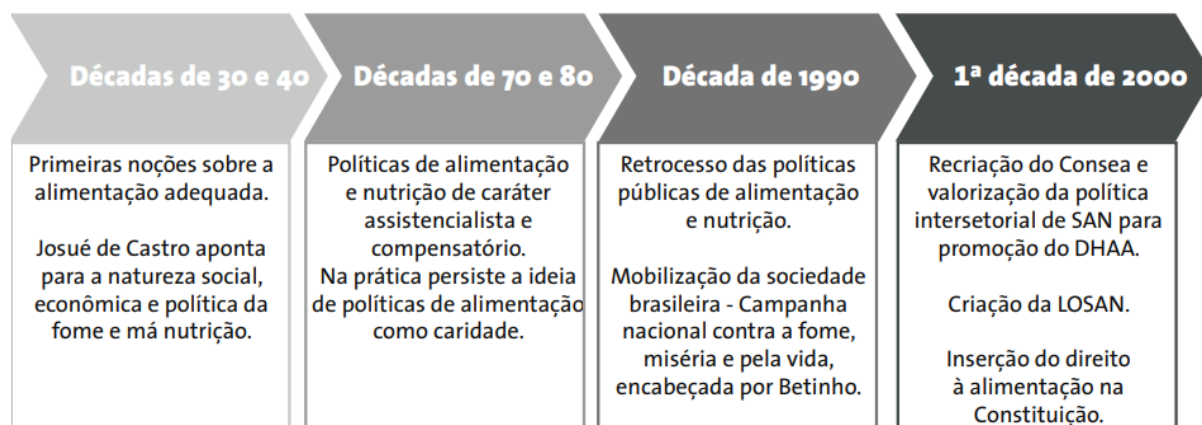 Décadas de 30 e 40
Primeiras noções sobre a
alimentação adequada.
Josué de Castro aponta
para a natureza social,
econômica e política da
fome e má nutrição.
Décadas de 70 e 80
Políticas de alimentação
e nutrição de caráter
assistencialista e
compensatório.
Na prática persiste a ideia
de políticas de alimentação
como caridade.
Década de 1990
Retrocesso das políticas
públicas de alimentação
e nutrição.
Mobilização da sociedade
brasileira - Campanha
nacional contra a fome,
miséria e pela vida,
encabeçada por Betinho.
1ª década de 2000
Recriação do Consea e
valorização da política
intersetorial de SAN para
promoção do DHAA.
Criação da LOSAN.
Inserção do direito
à alimentação na
Constituição.